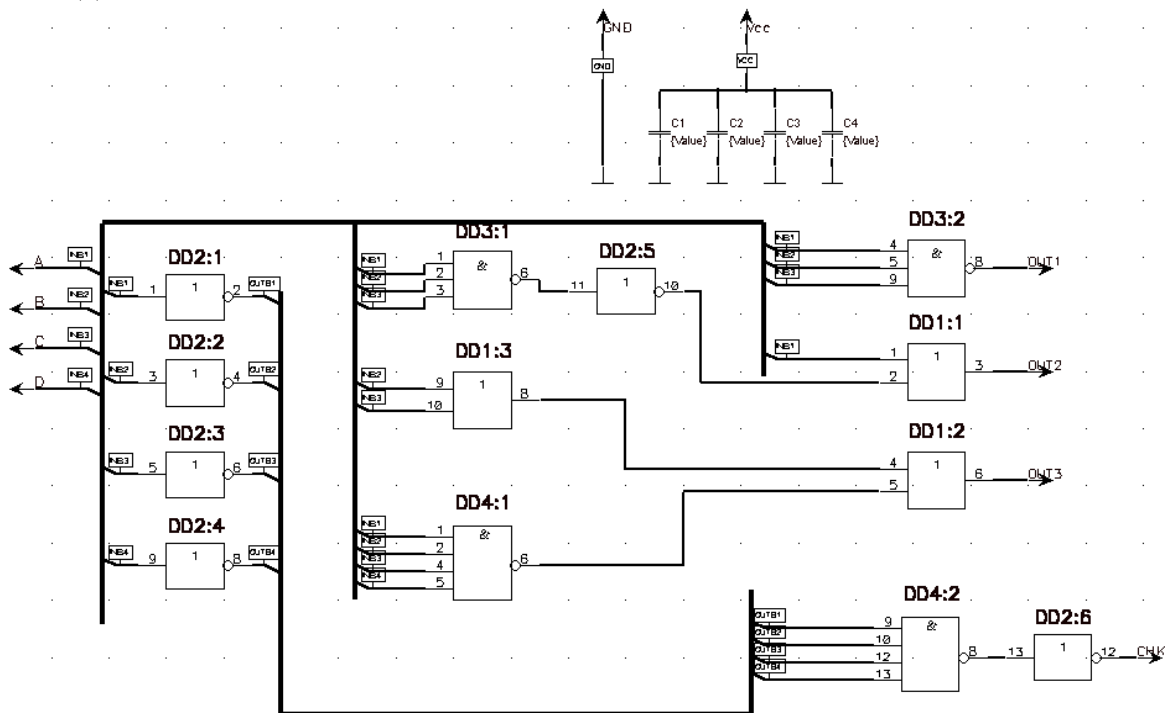 GND
Vcc
GND
VCC
C1
{Value}
C2
{Value}
C3
{Value}
C4
{Value}
DD3:2
DD3:1
INB1
INB1
4
&
A
INB1
DD2:1
DD2:5
INB2
5
8
OUT1
INB1
1
&
INB3
9
INB2
2
6
INB1
1
1
2
OUTB1
INB3
3
11
1
10
B
INB2
DD1:1
DD2:2
C
INB3
DD1:3
INB1
1
3
OUT2
2
INB2
3
1
4
OUTB2
INB2
9
1
8
D
INB4
INB3
10
DD2:3
DD1:2
4
1
INB3
5
1
6
OUTB3
6
OUT3
5
DD4:1
DD2:4
INB1
1
&
INB2
2
INB4
9
1
8
OUTB4
INB3
4
6
INB4
5
DD4:2
DD2:6
OUTB1
9
&
OUTB2
10
OUTB3
12
8
13
1
12
CHK
OUTB4
13